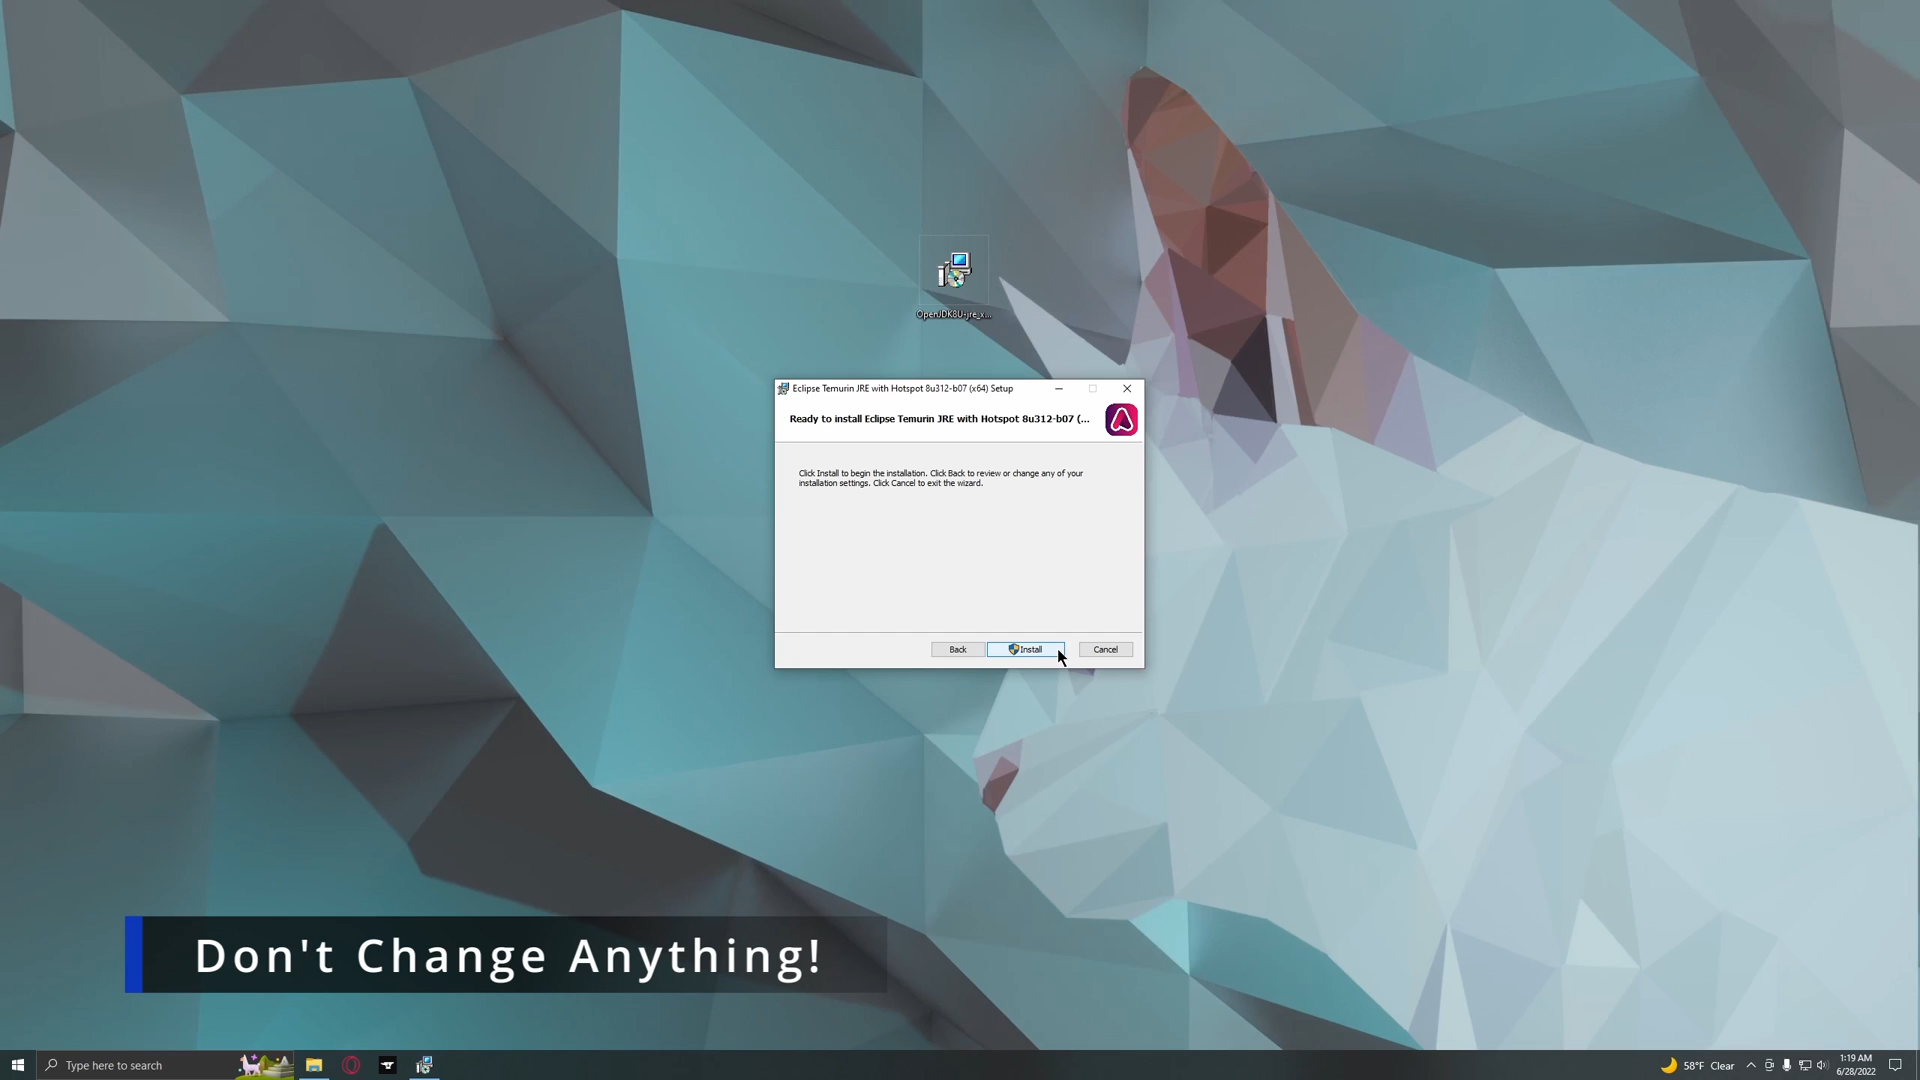 OpenJDK8U-jre_x...
Eclipse Temurin JRE with Hotspot 8u312-b07 (x64) Setup
Ready to install Eclipse Temurin JRE with Hotspot 8u312-b07 (...
Click Install to begin the installation. Click Back to review or change any of your
installation settings. Click Cancel to exit the wizard.
Back
Install
Cancel
Don't Change Anything!
Type here to search
58°F Clear
1:19 AM
6/28/2022